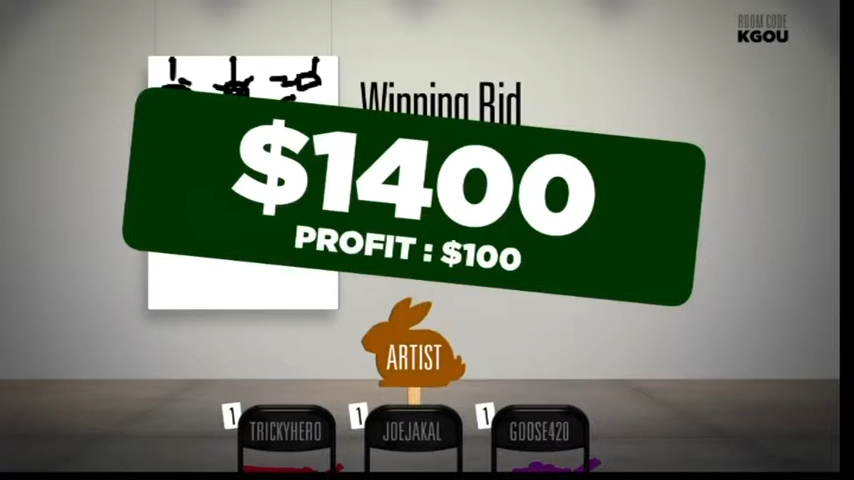 ROOM CODE
KGOU
Winning Bid
$1400
PROFIT : $100
ARTIST
1 TRICKYHERO
1 JOEJAKAL
1 GOOSE420